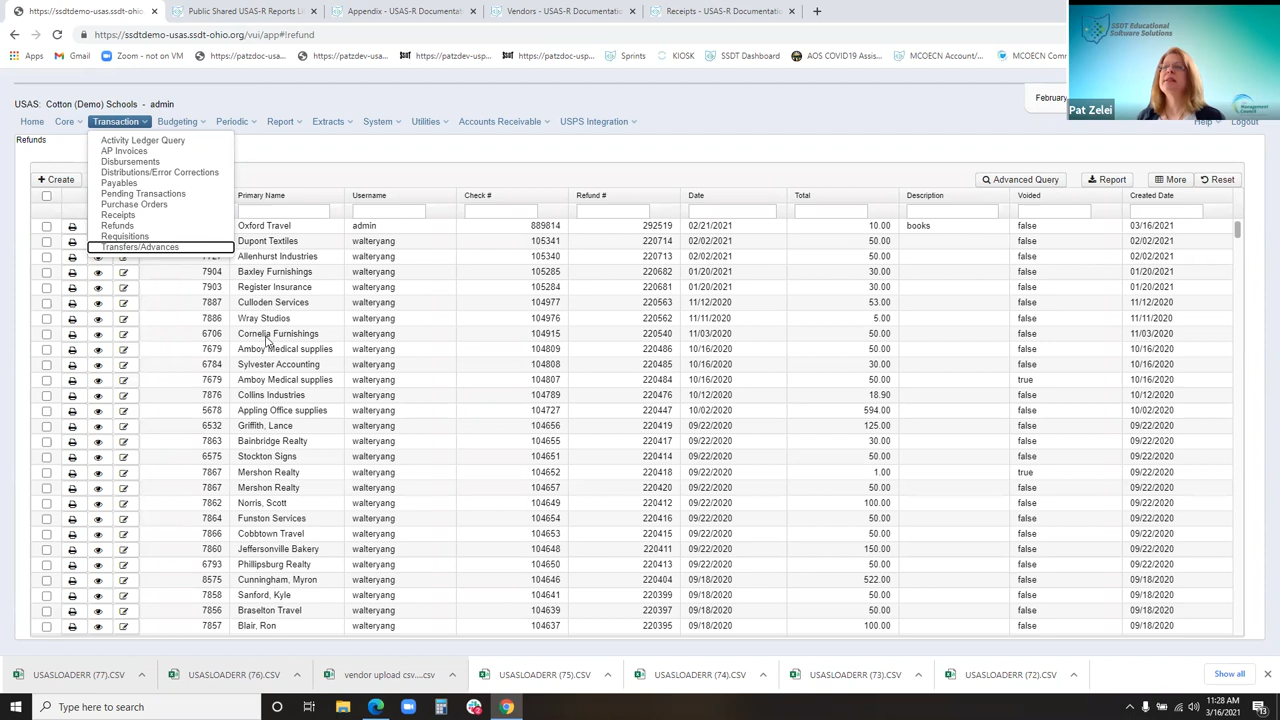 https://ssdtdemo-usas.ssdt-ohio.org/ × Public Shared USAS-R Reports Li × Appendix - USAS-R Documentat × Vendors - USAS-R Documentatio × Receipts - USAS-R Documentatio × +
https://ssdtdemo-usas.ssdt-ohio.org/vui/app#!refund
Apps Gmail Zoom - not on VM https://patzdoc-usa... https://ssdtdemo-us... https://patzdev-usp... https://patzdoc-usp... Sprints KIOSK SSDT Dashboard AOS COVID19 Assis... MCOECN Account/... MCOECN Comm
SSDT Educational
Software Solutions
Management
Council
Pat Zelei
USAS: Cotton (Demo) Schools - admin
February
Home Core Transaction Budgeting Periodic Report Extracts System Utilities Accounts Receivable USPS Integration Logout
Refunds
Activity Ledger Query
AP Invoices
Disbursements
Distributions/Error Corrections
Payables
Pending Transactions
Purchase Orders
Receipts
Refunds
Requisitions
Transfers/Advances
+ Create Advanced Query Report More Reset
Primary Name Username Check # Refund # Date Total Description Voided Created Date
Oxford Travel admin 889814 292519 02/21/2021 10.00 books false 03/16/2021
Dupont Textiles walteryang 105341 220714 02/02/2021 50.00 false 02/02/2021
Allenhurst Industries walteryang 105340 220713 02/02/2021 50.00 false 02/02/2021
7904 Baxley Furnishings walteryang 105285 220682 01/20/2021 30.00 false 01/20/2021
7903 Register Insurance walteryang 105284 220681 01/20/2021 30.00 false 01/20/2021
7887 Culloden Services walteryang 104977 220563 11/12/2020 53.00 false 11/12/2020
7886 Wray Studios walteryang 104976 220562 11/11/2020 5.00 false 11/11/2020
6706 Cornelia Furnishings walteryang 104915 220540 11/03/2020 50.00 false 11/03/2020
7679 Amboy Medical supplies walteryang 104809 220486 10/16/2020 50.00 false 10/16/2020
6784 Sylvester Accounting walteryang 104808 220485 10/16/2020 30.00 false 10/16/2020
7679 Amboy Medical supplies walteryang 104807 220484 10/16/2020 50.00 true 10/16/2020
7876 Collins Industries walteryang 104789 220476 10/12/2020 18.90 false 10/12/2020
5678 Appling Office supplies walteryang 104727 220447 10/02/2020 594.00 false 10/02/2020
6532 Griffith, Lance walteryang 104656 220419 09/22/2020 125.00 false 09/22/2020
7863 Bainbridge Realty walteryang 104655 220417 09/22/2020 30.00 false 09/22/2020
6575 Stockton Signs walteryang 104651 220414 09/22/2020 50.00 false 09/22/2020
7867 Mershon Realty walteryang 104652 220418 09/22/2020 1.00 true 09/22/2020
7867 Mershon Realty walteryang 104657 220420 09/22/2020 50.00 false 09/22/2020
7862 Norris, Scott walteryang 104649 220412 09/22/2020 100.00 false 09/22/2020
7864 Funston Services walteryang 104654 220416 09/22/2020 50.00 false 09/22/2020
7866 Cobbtown Travel walteryang 104653 220415 09/22/2020 50.00 false 09/22/2020
7860 Jeffersonville Bakery walteryang 104648 220411 09/22/2020 150.00 false 09/22/2020
6793 Phillipsburg Realty walteryang 104650 220413 09/22/2020 50.00 false 09/22/2020
8575 Cunningham, Myron walteryang 104646 220404 09/18/2020 522.00 false 09/18/2020
7858 Sanford, Kyle walteryang 104641 220399 09/18/2020 50.00 false 09/18/2020
7856 Braselton Travel walteryang 104639 220397 09/18/2020 50.00 false 09/18/2020
7857 Blair, Ron walteryang 104637 220395 09/18/2020 100.00 false 09/18/2020
USASLOADERR (77).CSV USASLOADERR (76).CSV vendor upload csv....csv USASLOADERR (75).CSV USASLOADERR (74).CSV USASLOADERR (73).CSV USASLOADERR (72).CSV Show all ×
Type here to search
11:28 AM
3/16/2021